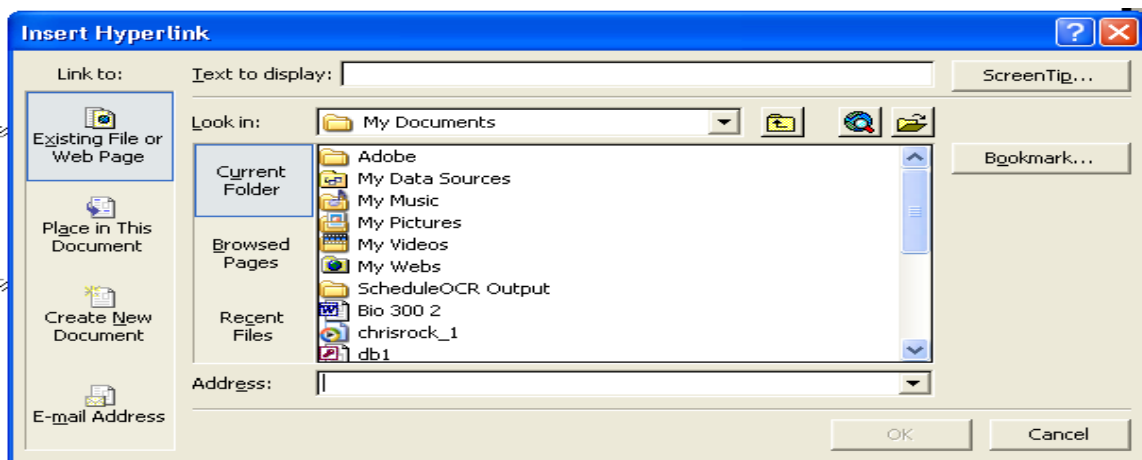 Insert Hyperlink
Link to:
Text to display:
ScreenTip...
Existing File or
Web Page
Look in:
My Documents
Bookmark...
Current
Folder
Adobe
My Data Sources
My Music
My Pictures
My Videos
My Webs
ScheduleOCR Output
Bio 300 2
chrisrock_1
db1
Place in This
Document
Browsed
Pages
Create New
Document
Recent
Files
E-mail Address
Address:
OK
Cancel